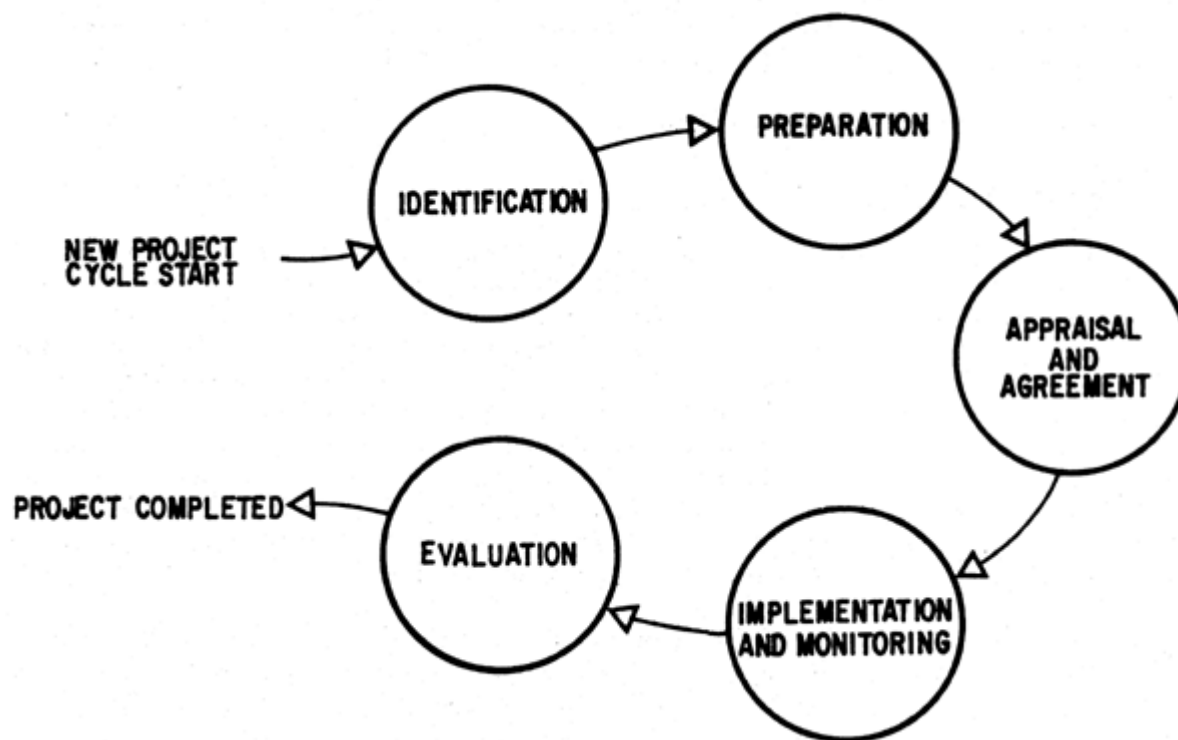 NEW PROJECT
CYCLE START
IDENTIFICATION
PREPARATION
APPRAISAL
AND
AGREEMENT
IMPLEMENTATION
AND MONITORING
EVALUATION
PROJECT COMPLETED